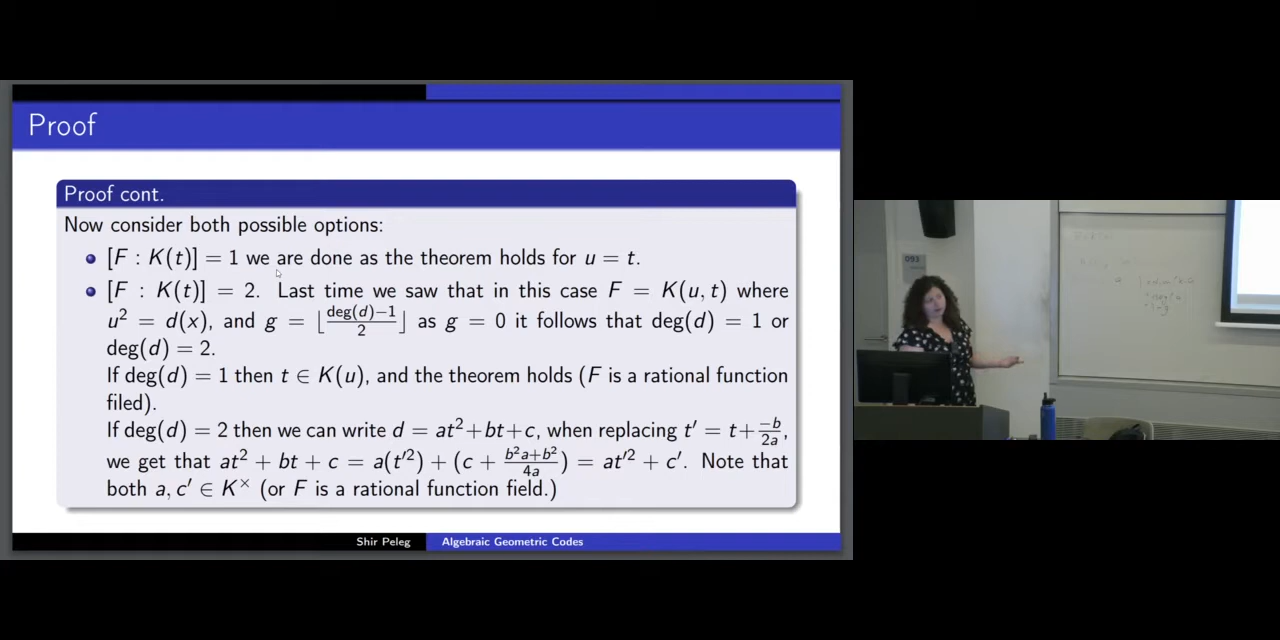 Proof
Proof cont.
Now consider both possible options:
[F : K(t)] = 1 we are done as the theorem holds for u = t.
[F : K(t)] = 2. Last time we saw that in this case F = K(u, t) where
u² = d(x), and g = ⌊(deg(d)−1)/2⌋ as g = 0 it follows that deg(d) = 1 or
deg(d) = 2.
If deg(d) = 1 then t ∈ K(u), and the theorem holds (F is a rational function
filed).
If deg(d) = 2 then we can write d = at²+bt+c, when replacing t′ = t+ −b/2a,
we get that at² + bt + c = a(t′²) + (c + (b²a+b²)/4a) = at′² + c′. Note that
both a, c′ ∈ K× (or F is a rational function field.)
Shir Peleg
Algebraic Geometric Codes
093